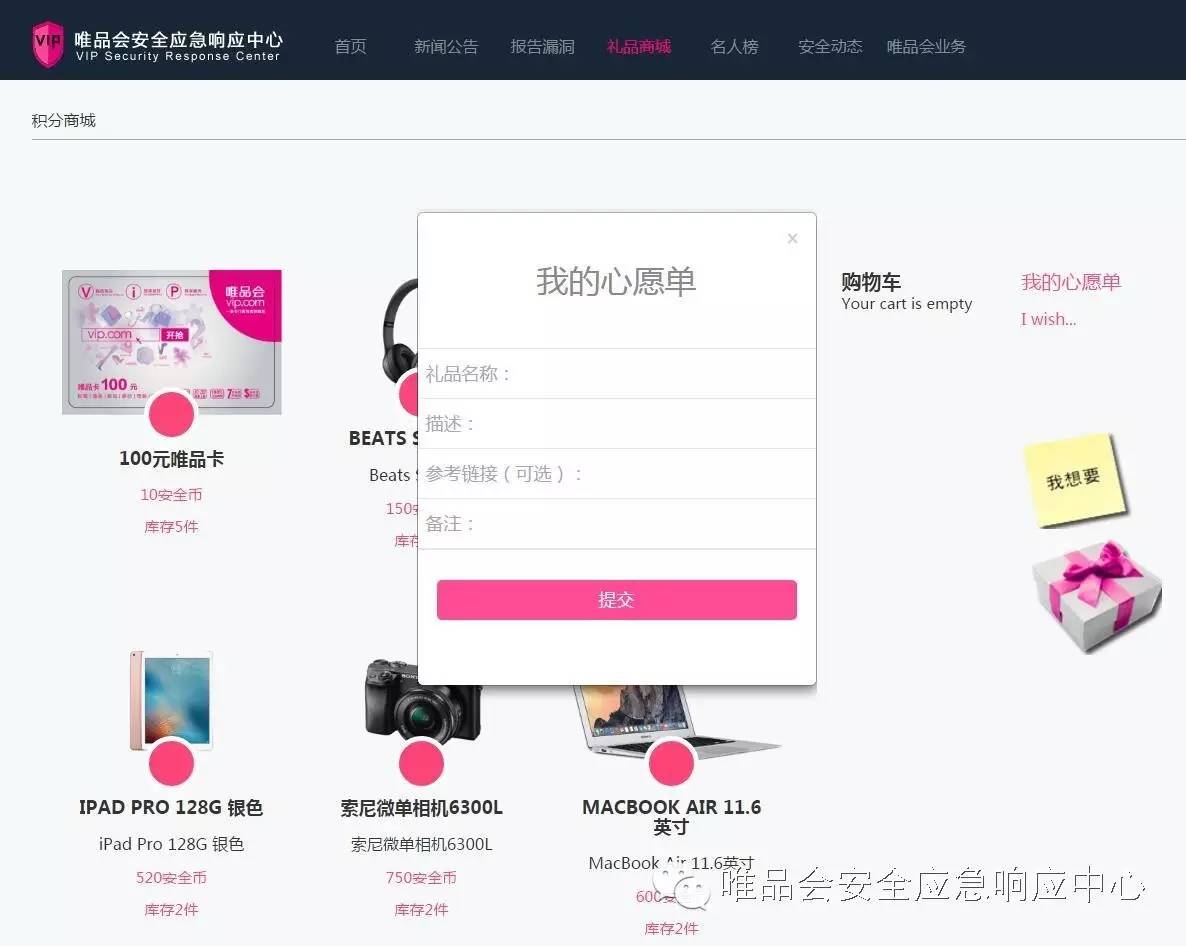 VIP
唯品会安全应急响应中心
VIP Security Response Center
首页
新闻公告
报告漏洞
礼品商城
名人榜
安全动态
唯品会业务
积分商城
唯品会
vip.com
vip.com
开抢
唯品卡100元
100元唯品卡
10安全币
库存5件
BEATS S
Beats S
150安
库存
×
我的心愿单
礼品名称：
描述：
参考链接（可选）：
备注：
提交
购物车
Your cart is empty
我的心愿单
I wish...
我想要
IPAD PRO 128G 银色
iPad Pro 128G 银色
520安全币
库存2件
SONY
索尼微单相机6300L
索尼微单相机6300L
750安全币
库存2件
MACBOOK AIR 11.6
英寸
MacBook Air 11.6英寸
600
库存2件
唯品会安全应急响应中心